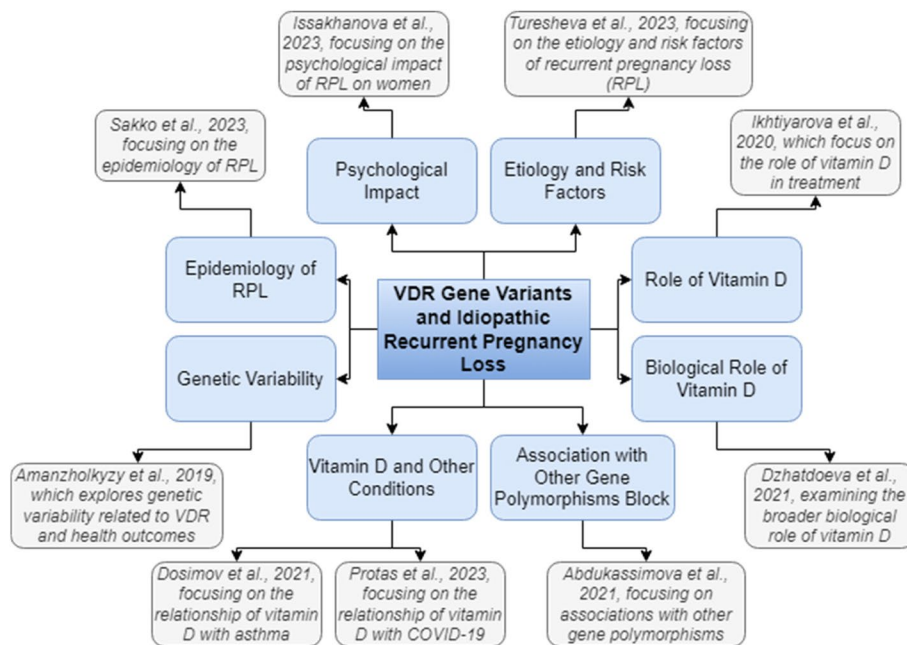 Issakhanova et al.,
2023, focusing on the
psychological impact
of RPL on women
Turesheva et al., 2023, focusing
on the etiology and risk factors
of recurrent pregnancy loss
(RPL)
Sakko et al., 2023,
focusing on the
epidemiology of RPL
Ikhtiyarova et al.,
2020, which focus on
the role of vitamin D
in treatment
Psychological
Impact
Etiology and Risk
Factors
Epidemiology of
RPL
VDR Gene Variants
and Idiopathic
Recurrent Pregnancy
Loss
Role of Vitamin D
Genetic Variability
Biological Role of
Vitamin D
Vitamin D and Other
Conditions
Association with
Other Gene
Polymorphisms Block
Amanzholkyzy et al., 2019,
which explores genetic
variability related to VDR
and health outcomes
Dzhatdoeva et al.,
2021, examining the
broader biological
role of vitamin D
Dosimov et al., 2021,
focusing on the
relationship of vitamin
D with asthma
Protas et al., 2023,
focusing on the
relationship of vitamin
D with COVID-19
Abdukassimova et al.,
2021, focusing on
associations with other
gene polymorphisms